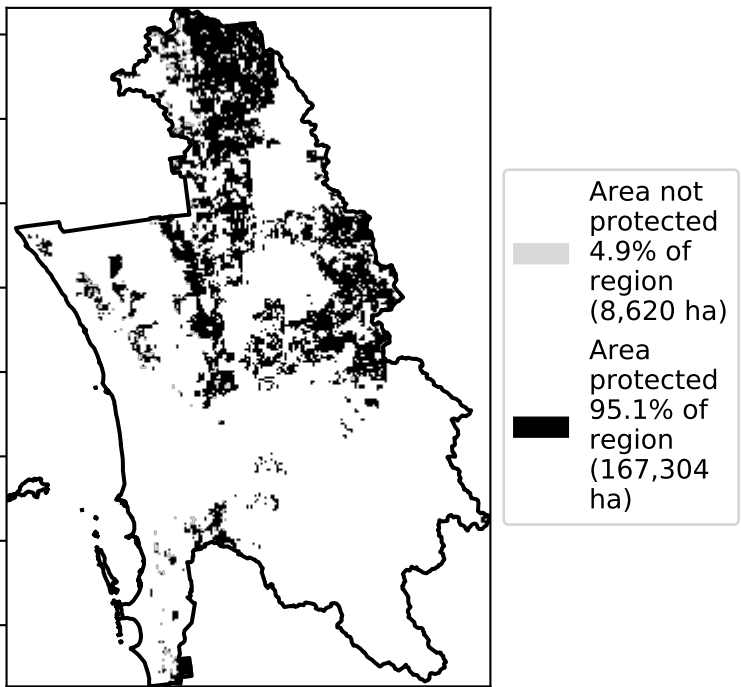 Area not
protected
4.9% of
region
(8,620 ha)
Area
protected
95.1% of
region
(167,304
ha)